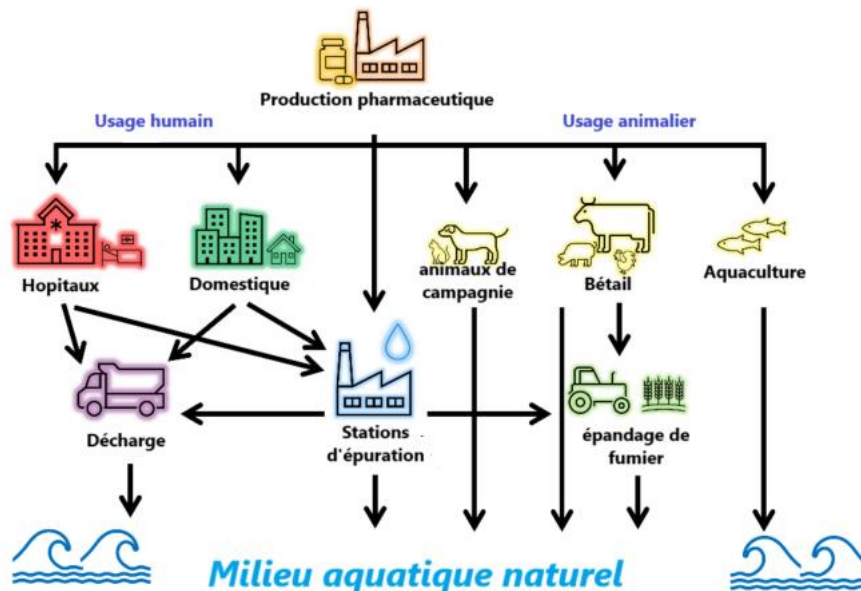 Production pharmaceutique
Usage humain
Usage animalier
Hopitaux
Domestique
animaux de
campagnie
Bétail
Aquaculture
Décharge
Stations
d'épuration
épandage de
fumier
Milieu aquatique naturel